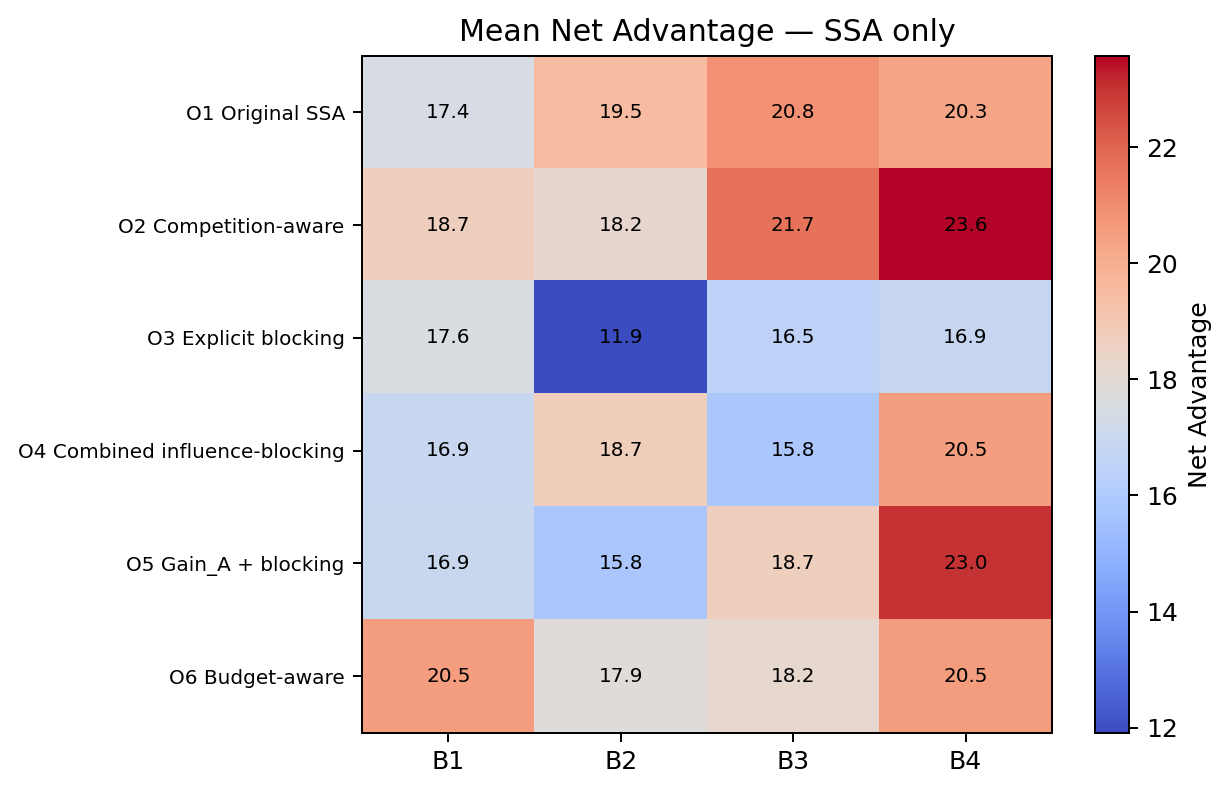 Mean Net Advantage — SSA only
O1 Original SSA 17.4 19.5 20.8 20.3
O2 Competition-aware 18.7 18.2 21.7 23.6
O3 Explicit blocking 17.6 11.9 16.5 16.9
O4 Combined influence-blocking 16.9 18.7 15.8 20.5
O5 Gain_A + blocking 16.9 15.8 18.7 23.0
O6 Budget-aware 20.5 17.9 18.2 20.5
B1 B2 B3 B4
22
20
18
16
14
12
Net Advantage